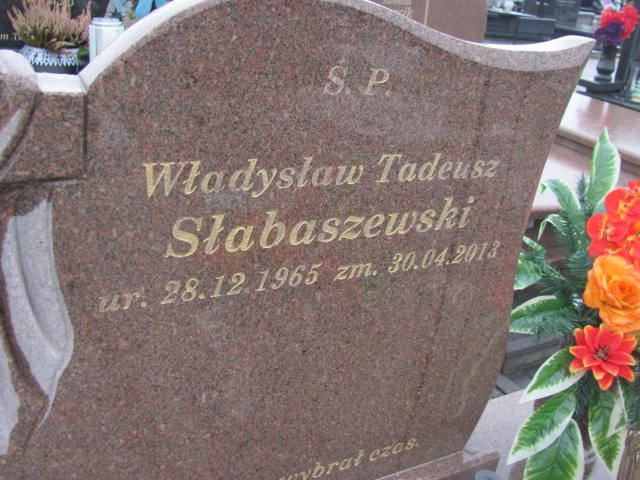 Ś. P.
Władysław Tadeusz
Słabaszewski
ur. 28.12.1965 zm. 30.04.2013
wybrał czas.